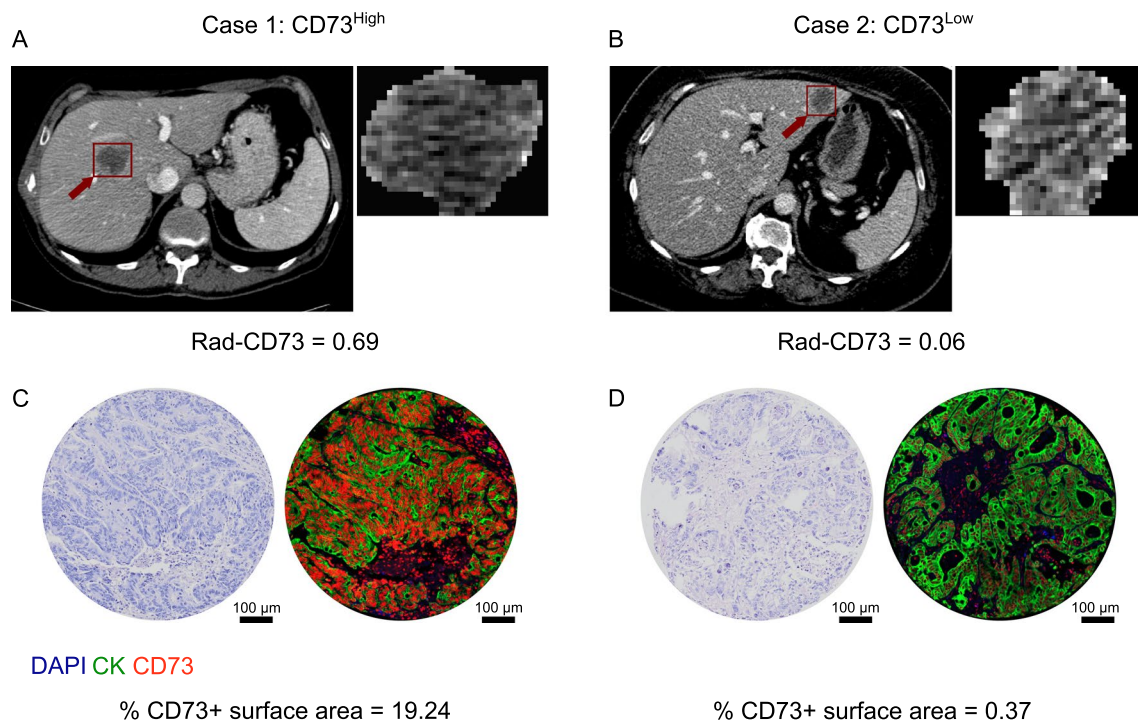 Case 1: CD73High
Case 2: CD73Low
A
B
Rad-CD73 = 0.69
Rad-CD73 = 0.06
C
D
100 µm
100 µm
100 µm
100 µm
DAPI CK CD73
% CD73+ surface area = 19.24
% CD73+ surface area = 0.37